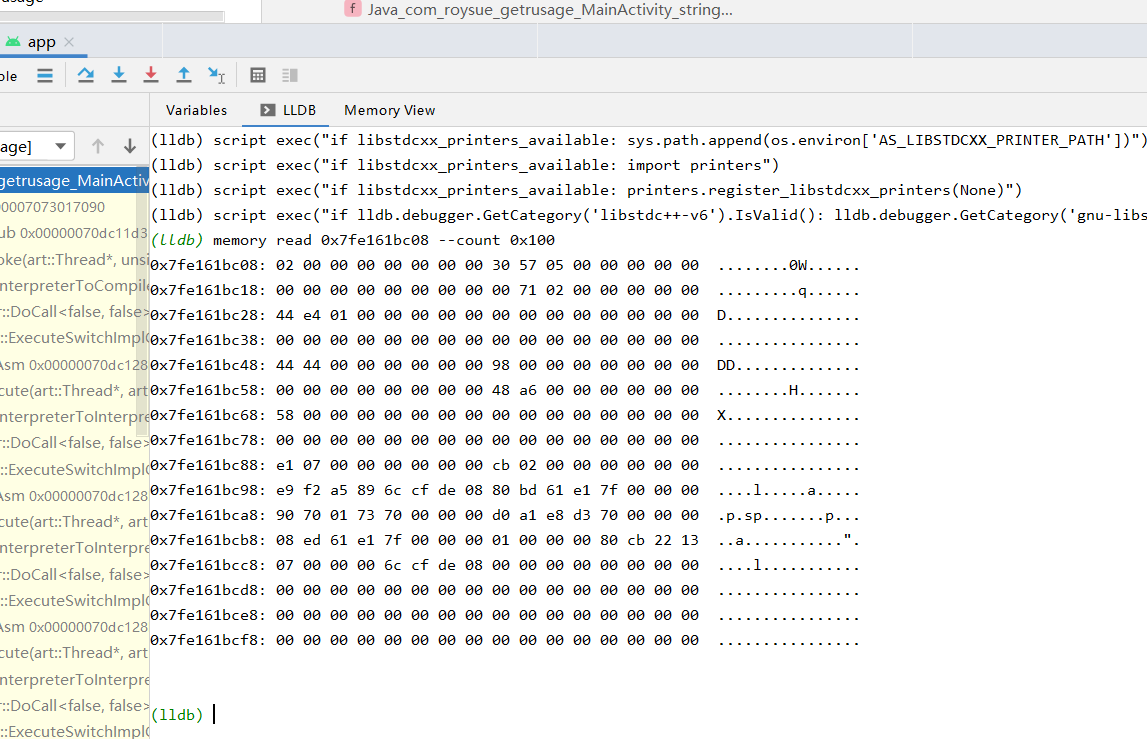 usage
f Java_com_roysue_getrusage_MainActivity_string...
app
ole
Variables LLDB Memory View
age]
getrusage_MainActiv
00007073017090
ub 0x00000070dc11d3
oke(art::Thread*, unsi
nterpreterToCompile
r::DoCall<false, false>
::ExecuteSwitchImplC
Asm 0x00000070dc128
cute(art::Thread*, art
nterpreterToInterpre
r::DoCall<false, false>
::ExecuteSwitchImplC
Asm 0x00000070dc128
cute(art::Thread*, art
nterpreterToInterpre
r::DoCall<false, false>
::ExecuteSwitchImplC
Asm 0x00000070dc128
cute(art::Thread*, art
nterpreterToInterpre
r::DoCall<false, false>
::ExecuteSwitchImplC
(lldb) script exec("if libstdcxx_printers_available: sys.path.append(os.environ['AS_LIBSTDCXX_PRINTER_PATH'])")
(lldb) script exec("if libstdcxx_printers_available: import printers")
(lldb) script exec("if libstdcxx_printers_available: printers.register_libstdcxx_printers(None)")
(lldb) script exec("if lldb.debugger.GetCategory('libstdc++-v6').IsValid(): lldb.debugger.GetCategory('gnu-libs
(lldb) memory read 0x7fe161bc08 --count 0x100
0x7fe161bc08: 02 00 00 00 00 00 00 00 30 57 05 00 00 00 00 00 ........0W......
0x7fe161bc18: 00 00 00 00 00 00 00 00 00 71 02 00 00 00 00 00 .........q......
0x7fe161bc28: 44 e4 01 00 00 00 00 00 00 00 00 00 00 00 00 00 D...............
0x7fe161bc38: 00 00 00 00 00 00 00 00 00 00 00 00 00 00 00 00 ................
0x7fe161bc48: 44 44 00 00 00 00 00 00 98 00 00 00 00 00 00 00 DD..............
0x7fe161bc58: 00 00 00 00 00 00 00 00 48 a6 00 00 00 00 00 00 ........H.......
0x7fe161bc68: 58 00 00 00 00 00 00 00 00 00 00 00 00 00 00 00 X...............
0x7fe161bc78: 00 00 00 00 00 00 00 00 00 00 00 00 00 00 00 00 ................
0x7fe161bc88: e1 07 00 00 00 00 00 00 cb 02 00 00 00 00 00 00 ................
0x7fe161bc98: e9 f2 a5 89 6c cf de 08 80 bd 61 e1 7f 00 00 00 ....l.....a.....
0x7fe161bca8: 90 70 01 73 70 00 00 00 d0 a1 e8 d3 70 00 00 00 .p.sp.......p...
0x7fe161bcb8: 08 ed 61 e1 7f 00 00 00 01 00 00 00 80 cb 22 13 ..a...........".
0x7fe161bcc8: 07 00 00 00 6c cf de 08 00 00 00 00 00 00 00 00 ....l...........
0x7fe161bcd8: 00 00 00 00 00 00 00 00 00 00 00 00 00 00 00 00 ................
0x7fe161bce8: 00 00 00 00 00 00 00 00 00 00 00 00 00 00 00 00 ................
0x7fe161bcf8: 00 00 00 00 00 00 00 00 00 00 00 00 00 00 00 00 ................
(lldb)